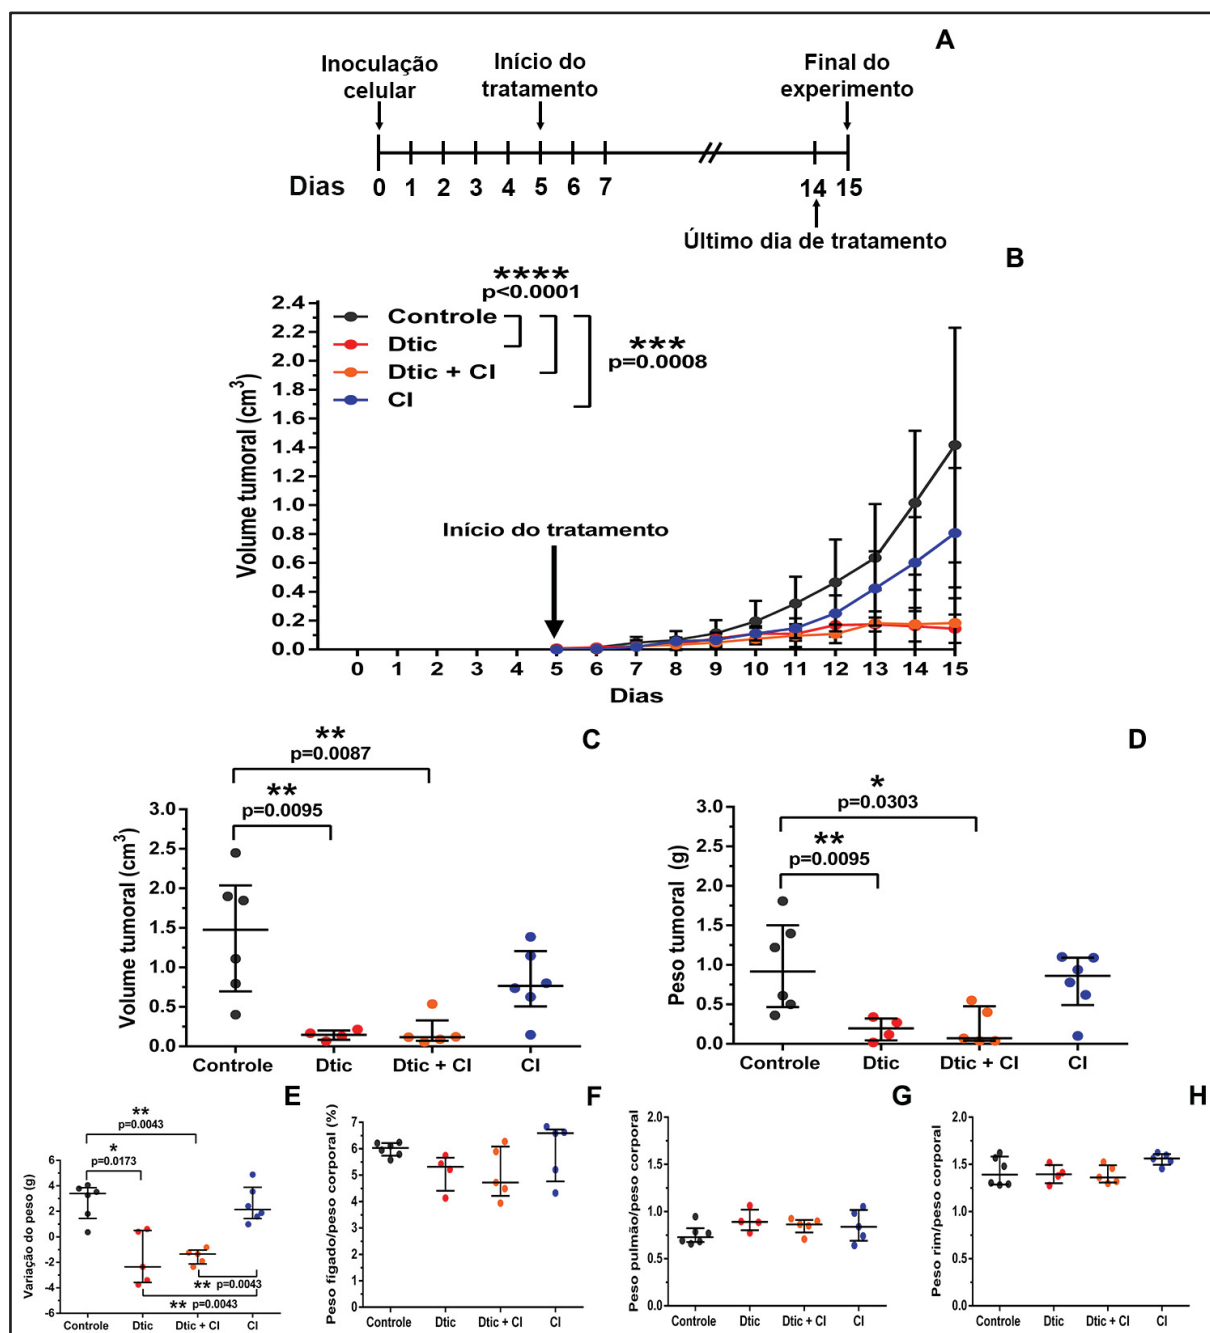 A
Inoculação
celular
Início do
tratamento
Final do
experimento
Dias 0 1 2 3 4 5 6 7 14 15
Último dia de tratamento
B
****
p<0.0001
Controle
Dtic
Dtic + CI
CI
***
p=0.0008
Volume tumoral (cm³)
2.4
2.2
2.0
1.8
1.6
1.4
1.2
1.0
0.8
0.6
0.4
0.2
0.0
Início do tratamento
0 1 2 3 4 5 6 7 8 9 10 11 12 13 14 15
Dias
C
**
p=0.0087
**
p=0.0095
Volume tumoral (cm³)
3.0
2.5
2.0
1.5
1.0
0.5
0.0
Controle Dtic Dtic + CI CI
D
*
p=0.0303
**
p=0.0095
Peso tumoral (g)
3.0
2.5
2.0
1.5
1.0
0.5
0.0
Controle Dtic Dtic + CI CI
E
**
p=0.0043
*
p=0.0173
Variação do peso (g)
6
4
2
0
-2
-4
-6
** p=0.0043
** p=0.0043
Controle Dtic Dtic + CI CI
F
Peso fígado/peso corporal (%)
7
6
5
4
3
2
1
0
Controle Dtic Dtic + CI CI
G
Peso pulmão/peso corporal
2.0
1.5
1.0
0.5
0.0
Controle Dtic Dtic + CI CI
H
Peso rim/peso corporal
2.0
1.5
1.0
0.5
0.0
Controle Dtic Dtic + CI CI